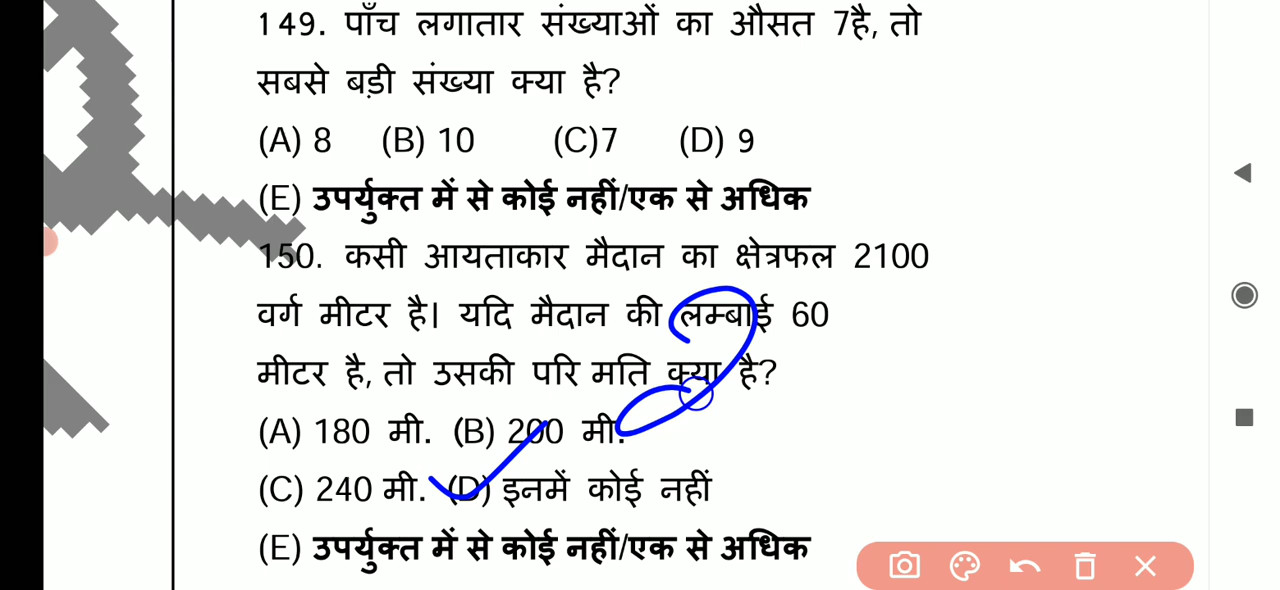 149. पाँच लगातार संख्याओं का औसत 7है, तो
सबसे बड़ी संख्या क्या है?
(A) 8 (B) 10 (C)7 (D) 9
(E) उपर्युक्त में से कोई नहीं/एक से अधिक
150. कसी आयताकार मैदान का क्षेत्रफल 2100
वर्ग मीटर है। यदि मैदान की लम्बाई 60
मीटर है, तो उसकी परि मति क्या है?
(A) 180 मी. (B) 200 मी.
(C) 240 मी. (D) इनमें कोई नहीं
(E) उपर्युक्त में से कोई नहीं/एक से अधिक